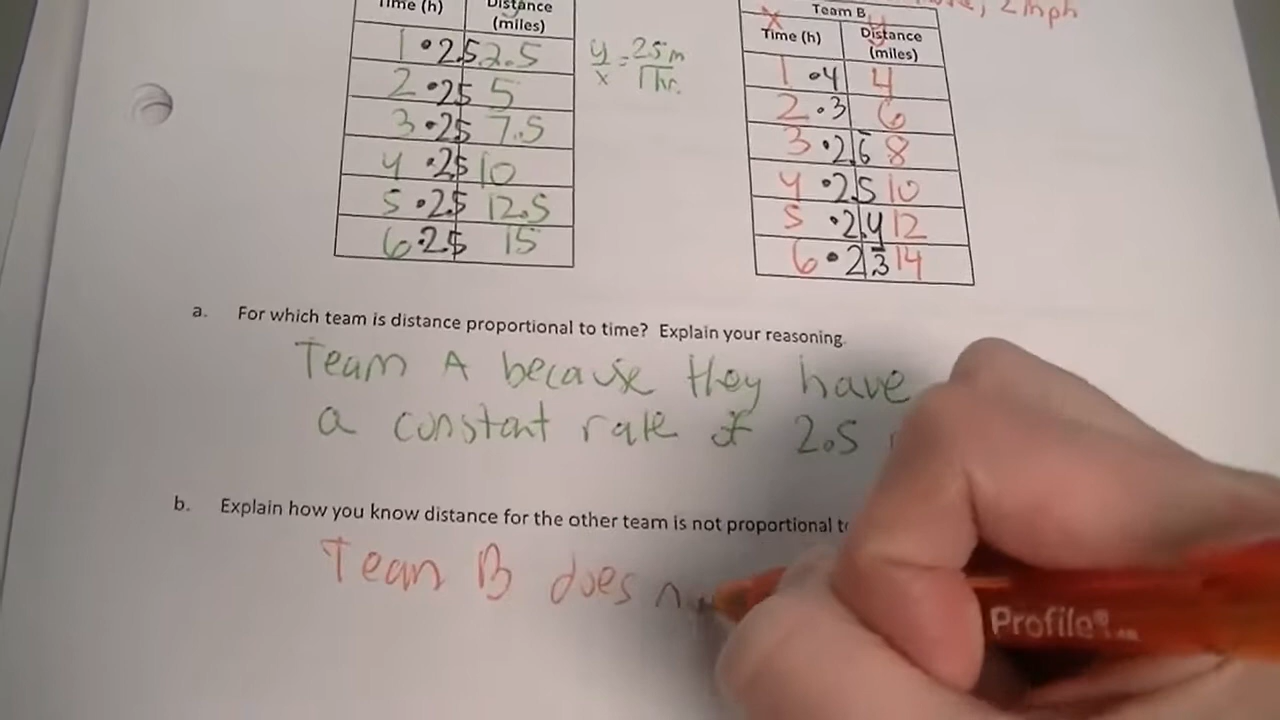 , 2mph
Time (h) Distance (miles)
1 •2.5 2.5
2 •2.5 5
3 •2.5 7.5
4 •2.5 10
5 •2.5 12.5
6 •2.5 15
y/x = 2.5m/1hr.
Team B
x y
Time (h) Distance (miles)
1 •4 4
2 •3 6
3 •2.6 8
4 •2.5 10
5 •2.4 12
6 •2.3 14
a. For which team is distance proportional to time? Explain your reasoning.
Team A because they have
a constant rate of 2.5
b. Explain how you know distance for the other team is not proportional
Team B does
Profile